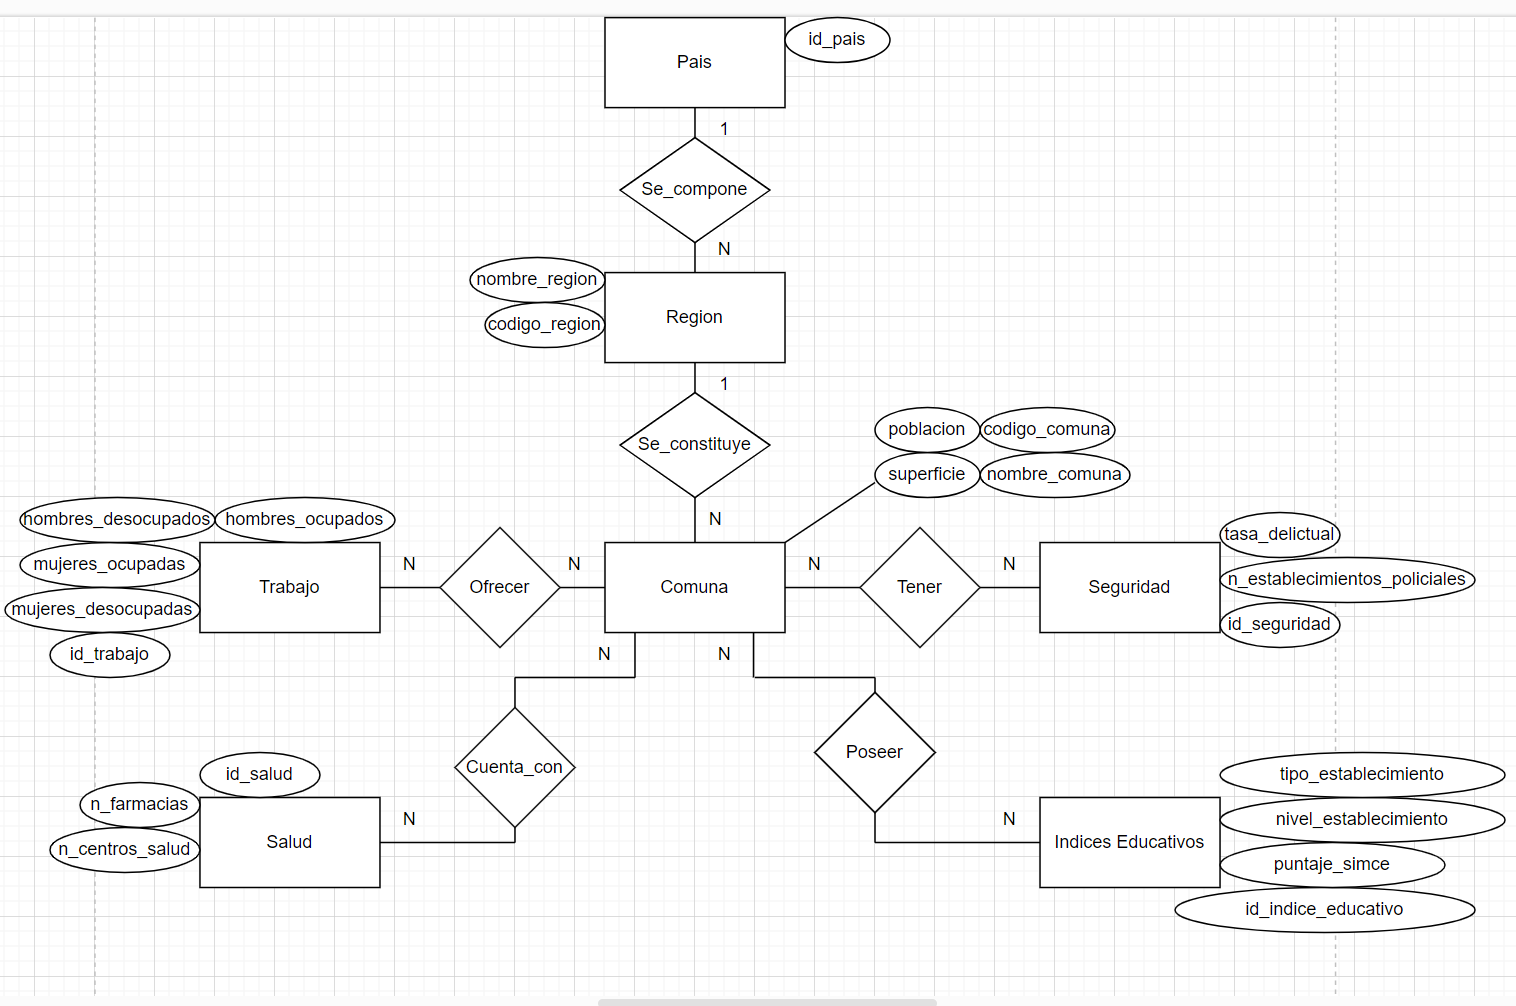 id_pais
Pais
1
Se_compone
N
nombre_region
codigo_region
Region
1
Se_constituye
poblacion
codigo_comuna
superficie
nombre_comuna
N
hombres_desocupados
hombres_ocupados
mujeres_ocupadas
mujeres_desocupadas
id_trabajo
Trabajo
N
Ofrecer
N
Comuna
N
Tener
N
Seguridad
tasa_delictual
n_establecimientos_policiales
id_seguridad
N
N
Cuenta_con
Poseer
id_salud
n_farmacias
n_centros_salud
Salud
N
N
Indices Educativos
tipo_establecimiento
nivel_establecimiento
puntaje_simce
id_indice_educativo